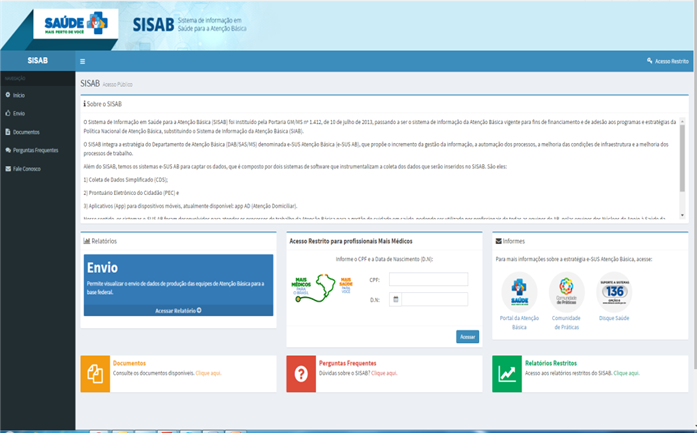 SAÚDE
MAIS PERTO DE VOCÊ
SUS
SISAB
Sistema de Informação em
Saúde para a Atenção Básica
SISAB
Acesso Restrito
NAVEGAÇÃO
Início
Envio
Documentos
Perguntas Frequentes
Fale Conosco
SISAB Acesso Público
Sobre o SISAB
O Sistema de Informação em Saúde para a Atenção Básica (SISAB) foi instituído pela Portaria GM/MS nº 1.412, de 10 de julho de 2013, passando a ser o sistema de informação da Atenção Básica vigente para fins de financiamento e de adesão aos programas e estratégias da
Política Nacional de Atenção Básica, substituindo o Sistema de Informação da Atenção Básica (SIAB).
O SISAB integra a estratégia do Departamento de Atenção Básica (DAB/SAS/MS) denominada e-SUS Atenção Básica (e-SUS AB), que propõe o incremento da gestão da informação, a automação dos processos, a melhoria das condições de infraestrutura e a melhoria dos
processos de trabalho.
Além do SISAB, temos os sistemas e-SUS AB para captar os dados, que é composto por dois sistemas de software que instrumentalizam a coleta dos dados que serão inseridos no SISAB. São eles:
1) Coleta de Dados Simplificado (CDS);
2) Prontuário Eletrônico do Cidadão (PEC) e
3) Aplicativos (App) para dispositivos móveis, atualmente disponível: app AD (Atenção Domiciliar).
Relatórios
Envio
Permite visualizar o envio de dados de produção das equipes de Atenção Básica para a
base federal.
Acessar Relatório
Acesso Restrito para profissionais Mais Médicos
Informe o CPF e a Data de Nascimento (D.N):
MAIS
MÉDICOS
PARA O BRASIL
MAIS
SAÚDE
PARA VOCÊ
CPF:
D.N:
Acessar
Informes
Para mais informações sobre a estratégia e-SUS Atenção Básica, acesse:
SAÚDE
Comunidade
de Práticas
136
Portal da Atenção
Básica
Comunidade
de Práticas
Disque Saúde
Documentos
Consulte os documentos disponíveis. Clique aqui.
Perguntas Frequentes
Dúvidas sobre o SISAB? Clique aqui.
Relatórios Restritos
Acesso aos relatórios restritos do SISAB. Clique aqui.